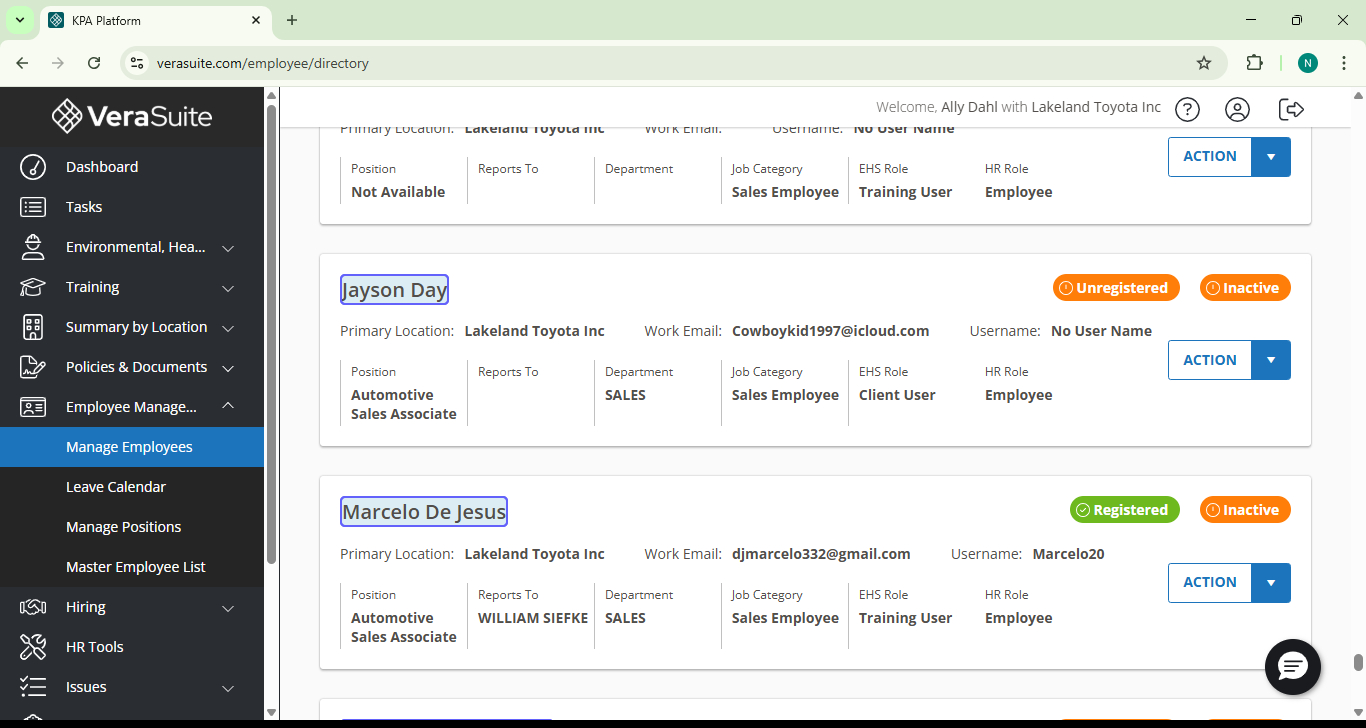 KPA Platform
verasuite.com/employee/directory
N
VeraSuite
Welcome, Ally Dahl with Lakeland Toyota Inc
?
Dashboard
Tasks
Environmental, Hea...
Training
Summary by Location
Policies & Documents
Employee Manage...
Manage Employees
Leave Calendar
Manage Positions
Master Employee List
Hiring
HR Tools
Issues
Primary Location: Lakeland Toyota Inc Work Email: Username: No User Name
ACTION
Position Reports To Department Job Category EHS Role HR Role
Not Available Sales Employee Training User Employee
Jayson Day Unregistered Inactive
Primary Location: Lakeland Toyota Inc Work Email: Cowboykid1997@icloud.com Username: No User Name
ACTION
Position Reports To Department Job Category EHS Role HR Role
Automotive SALES Sales Employee Client User Employee
Sales Associate
Marcelo De Jesus Registered Inactive
Primary Location: Lakeland Toyota Inc Work Email: djmarcelo332@gmail.com Username: Marcelo20
ACTION
Position Reports To Department Job Category EHS Role HR Role
Automotive WILLIAM SIEFKE SALES Sales Employee Training User Employee
Sales Associate